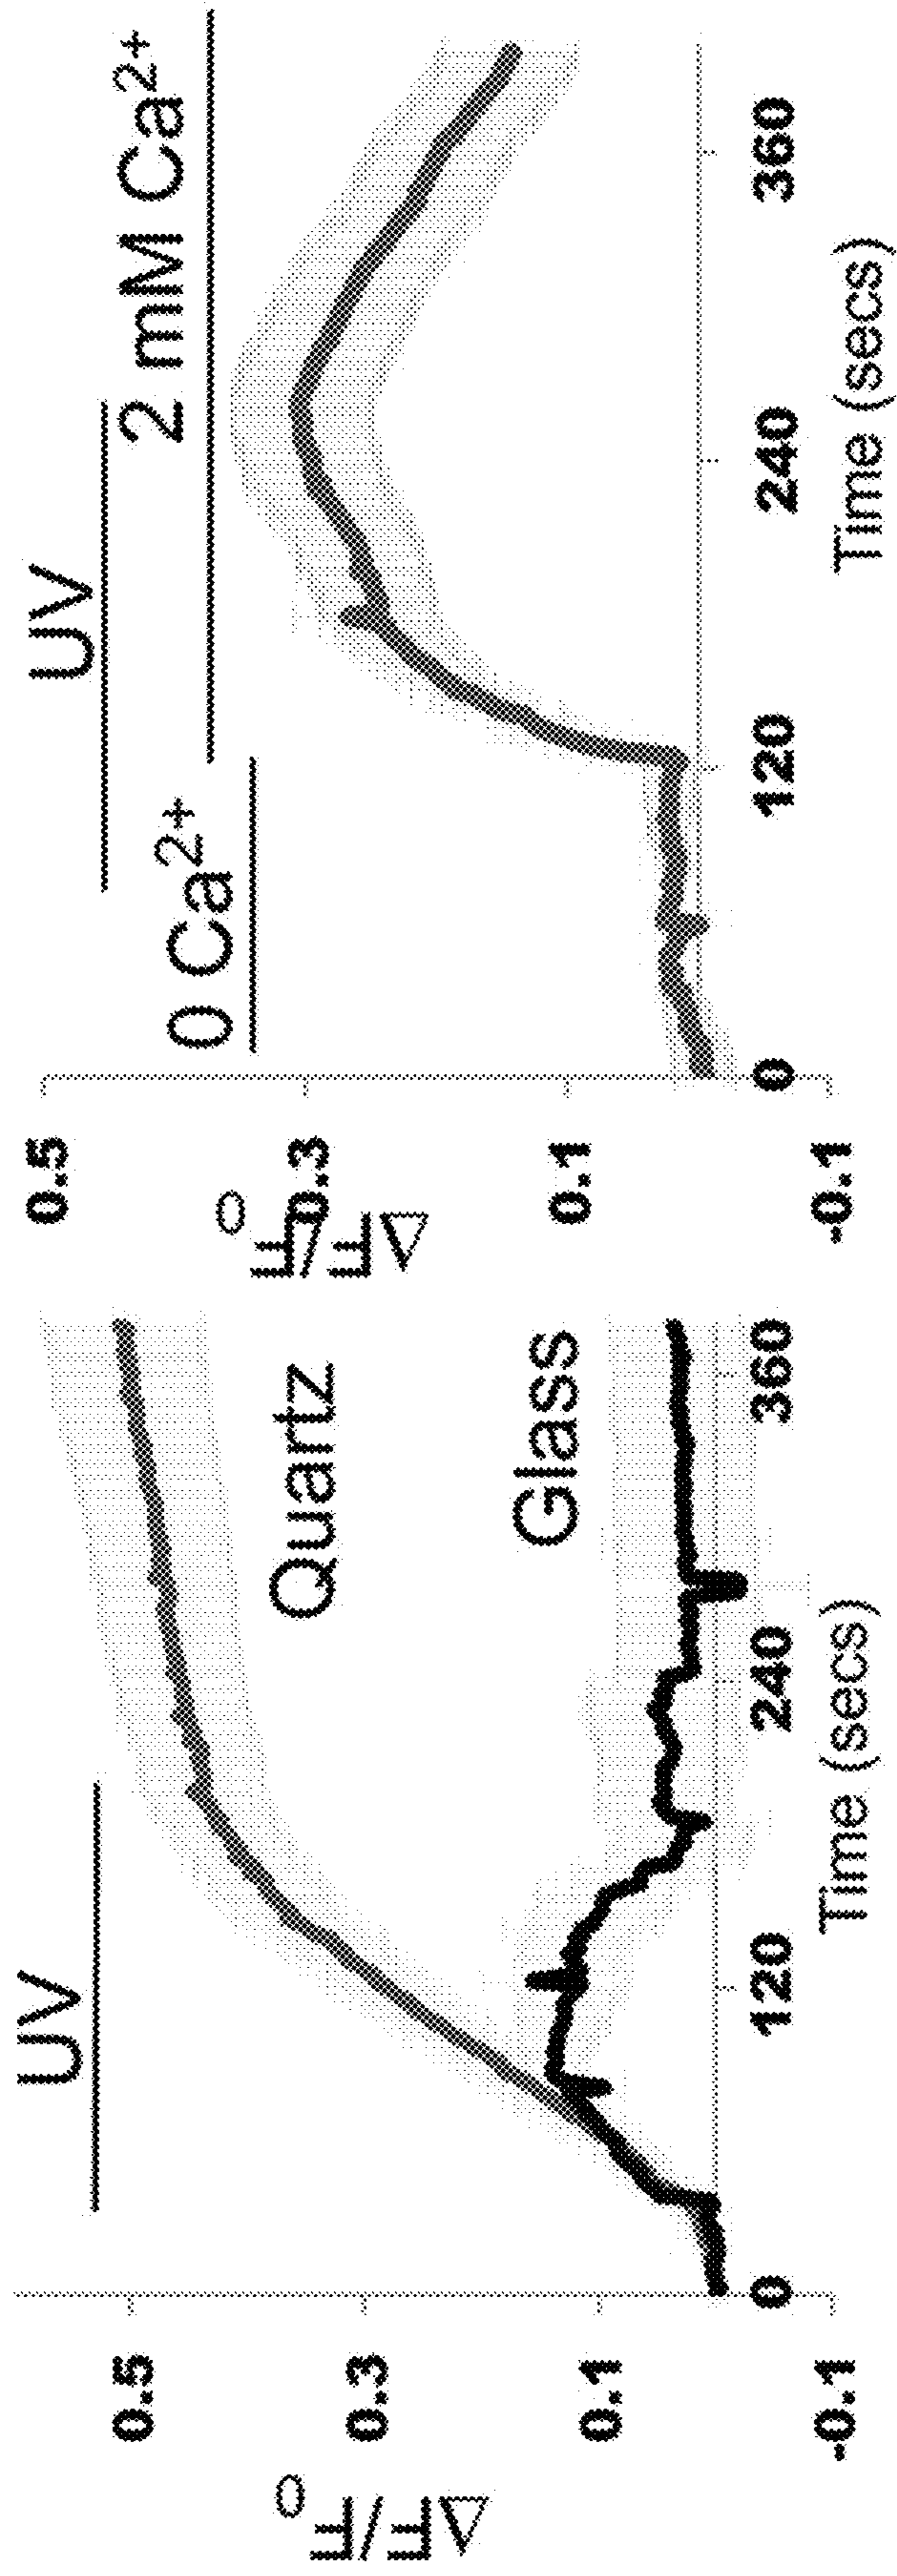 UV
0.5
0.3
0.1
-0.1
ΔF/F0
Quartz
Glass
0
120
240
360
Time (secs)
UV
0 Ca2+
2 mM Ca2+
0.5
0.3
0.1
-0.1
ΔF/F0
0
120
240
360
Time (secs)